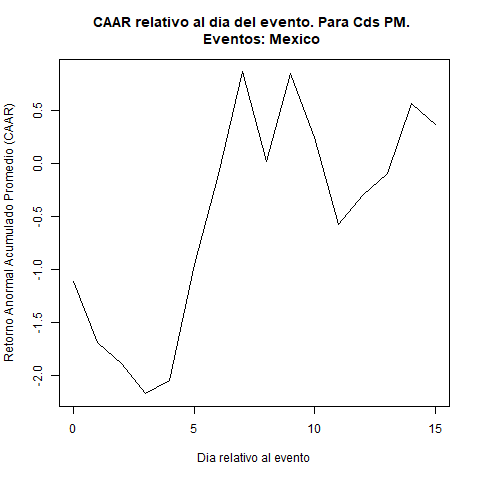 CAAR relativo al dia del evento. Para Cds PM.
Eventos: Mexico
Retorno Anormal Acumulado Promedio (CAAR)
0.5
0.0
-0.5
-1.0
-1.5
-2.0
0 5 10 15
Dia relativo al evento